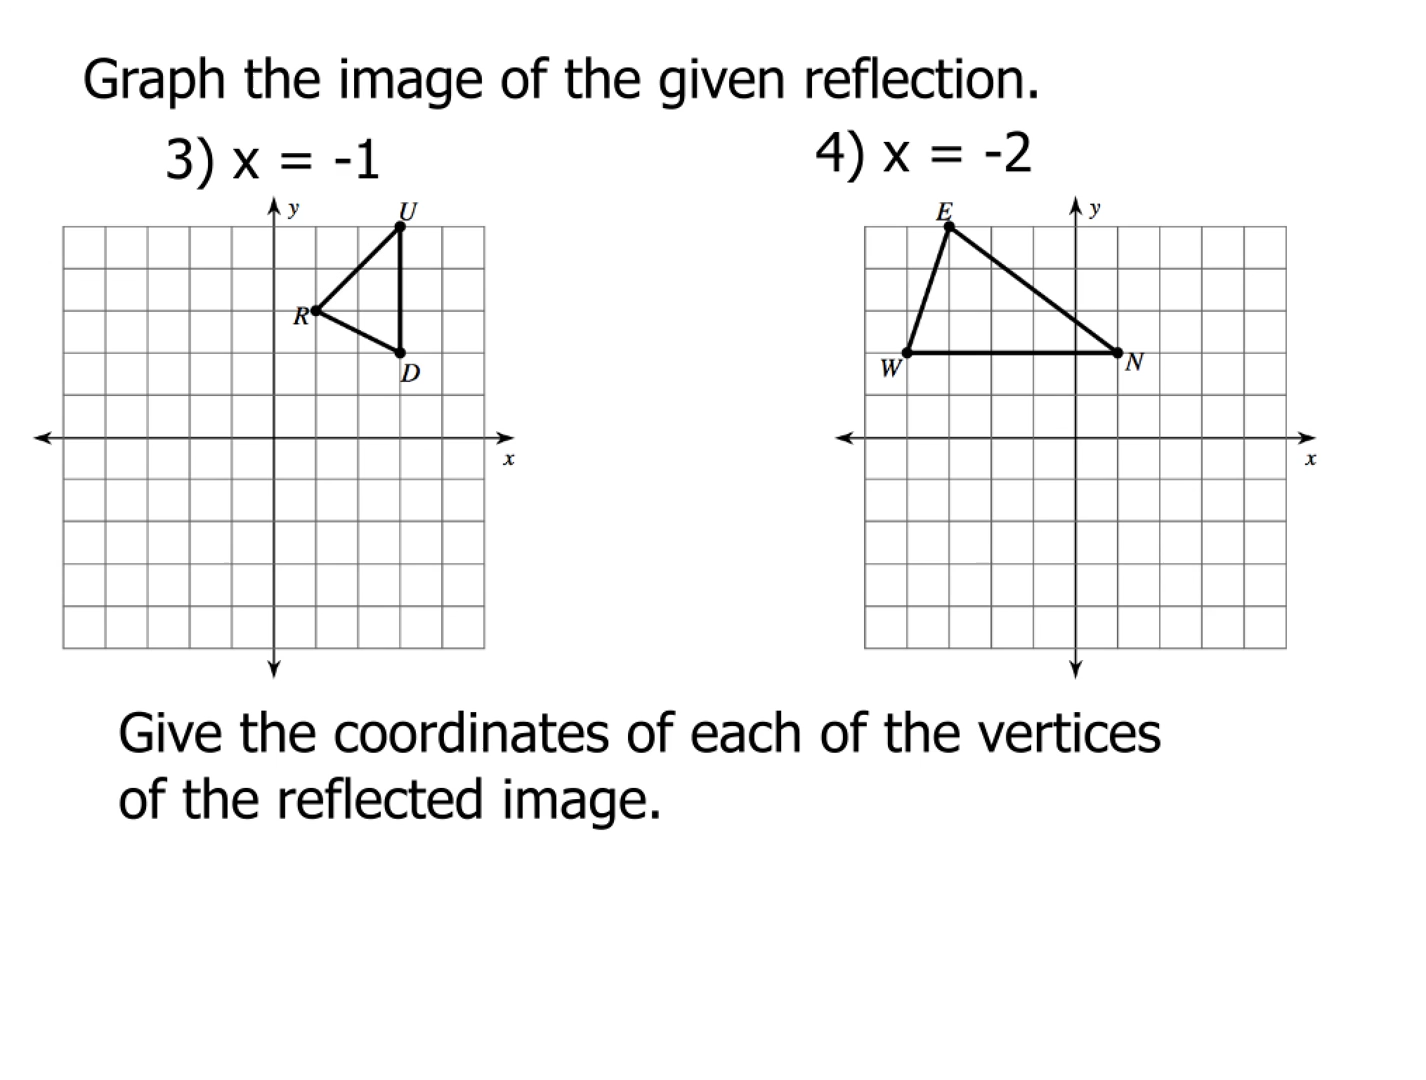 Graph the image of the given reflection.
3) x = -1
4) x = -2
y
U
R
D
x
E
y
W
N
x
Give the coordinates of each of the vertices
of the reflected image.